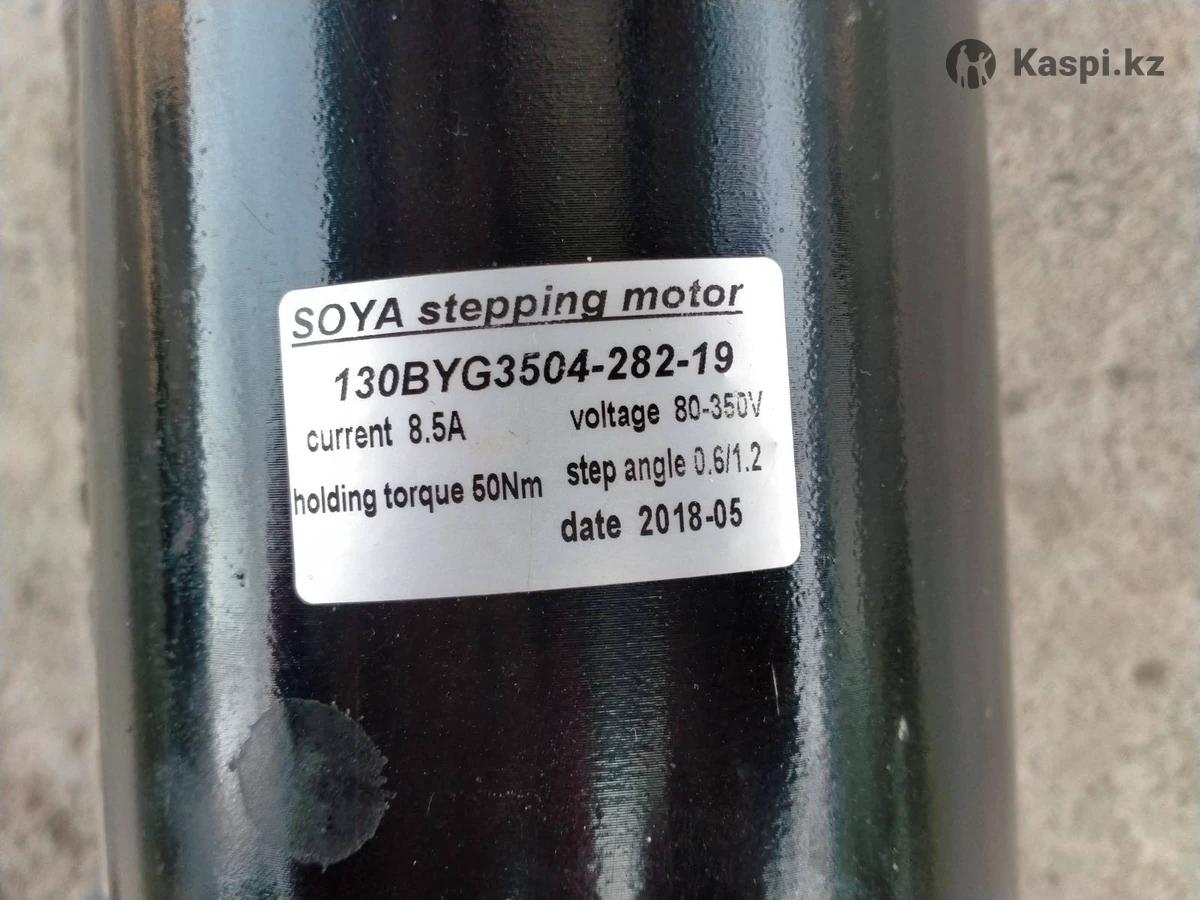 Kaspi.kz
SOYA stepping motor
130BYG3504-282-19
current 8.5A
voltage 80-350V
holding torque 50Nm
step angle 0.6/1.2
date 2018-05